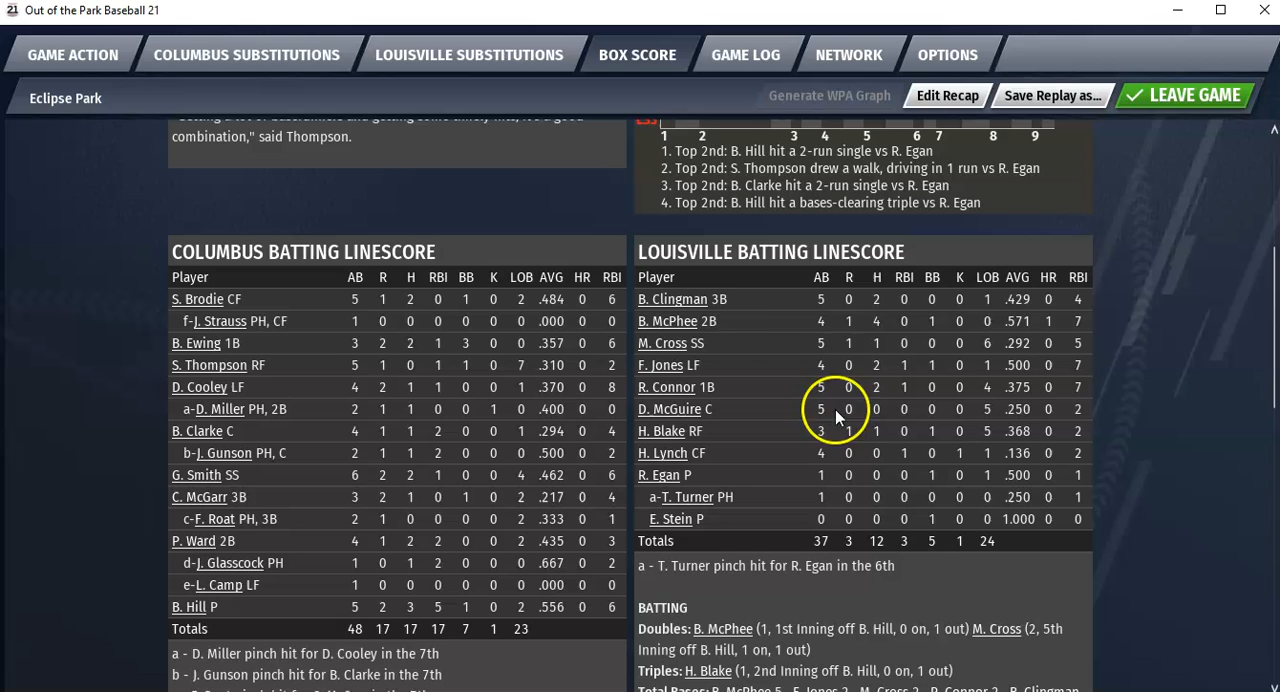 21 Out of the Park Baseball 21
GAME ACTION COLUMBUS SUBSTITUTIONS LOUISVILLE SUBSTITUTIONS BOX SCORE GAME LOG NETWORK OPTIONS
Eclipse Park Generate WPA Graph Edit Recap Save Replay as... LEAVE GAME
combination," said Thompson.
1 2 3 4 5 6 7 8 9
1. Top 2nd: B. Hill hit a 2-run single vs R. Egan
2. Top 2nd: S. Thompson drew a walk, driving in 1 run vs R. Egan
3. Top 2nd: B. Clarke hit a 2-run single vs R. Egan
4. Top 2nd: B. Hill hit a bases-clearing triple vs R. Egan
COLUMBUS BATTING LINESCORE
Player AB R H RBI BB K LOB AVG HR RBI
S. Brodie CF 5 1 2 0 1 0 2 .484 0 6
f-J. Strauss PH, CF 1 0 0 0 0 0 0 .000 0 0
B. Ewing 1B 3 2 2 1 3 0 0 .357 0 6
S. Thompson RF 5 1 0 1 1 0 7 .310 0 2
D. Cooley LF 4 2 1 1 1 0 1 .370 0 8
a-D. Miller PH, 2B 2 1 1 0 0 1 0 .400 0 0
B. Clarke C 4 1 1 2 0 0 1 .294 0 4
b-J. Gunson PH, C 2 1 1 2 0 0 0 .500 0 2
G. Smith SS 6 2 2 1 0 0 4 .462 0 6
C. McGarr 3B 3 2 1 0 1 0 2 .217 0 4
c-F. Roat PH, 3B 2 1 0 0 0 0 2 .333 0 1
P. Ward 2B 4 1 2 2 0 0 2 .435 0 3
d-J. Glasscock PH 1 0 1 2 0 0 0 .667 0 2
e-L. Camp LF 1 0 0 0 0 0 0 .000 0 0
B. Hill P 5 2 3 5 1 0 2 .556 0 6
Totals 48 17 17 17 7 1 23
a - D. Miller pinch hit for D. Cooley in the 7th
b - J. Gunson pinch hit for B. Clarke in the 7th
LOUISVILLE BATTING LINESCORE
Player AB R H RBI BB K LOB AVG HR RBI
B. Clingman 3B 5 0 2 0 0 0 1 .429 0 4
B. McPhee 2B 4 1 4 0 1 0 0 .571 1 7
M. Cross SS 5 1 1 0 0 0 6 .292 0 5
F. Jones LF 4 0 2 1 1 0 1 .500 0 7
R. Connor 1B 5 0 2 1 0 0 4 .375 0 7
D. McGuire C 5 0 0 0 0 0 5 .250 0 2
H. Blake RF 3 1 1 0 1 0 5 .368 0 2
H. Lynch CF 4 0 0 1 0 1 1 .136 0 2
R. Egan P 1 0 0 0 1 0 1 .500 0 1
a-T. Turner PH 1 0 0 0 0 0 0 .250 0 1
E. Stein P 0 0 0 0 1 0 0 1.000 0 0
Totals 37 3 12 3 5 1 24
a - T. Turner pinch hit for R. Egan in the 6th
BATTING
Doubles: B. McPhee (1, 1st Inning off B. Hill, 0 on, 1 out) M. Cross (2, 5th
Inning off B. Hill, 1 on, 1 out)
Triples: H. Blake (1, 2nd Inning off B. Hill, 0 on, 1 out)